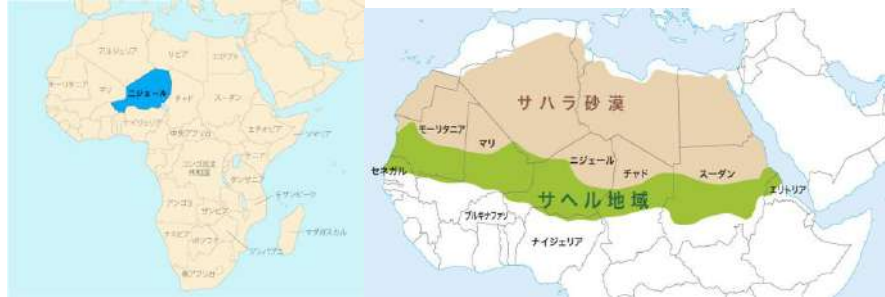 アルジェリア
リビア
エジプト
モーリタニア
マリ
ニジェール
チャド
スーダン
ナイジェリア
エチオピア
中央アフリカ
ソマリア
ケニア
コンゴ民主
共和国
タンザニア
アンゴラ
ザンビア
モザンビーク
マダガスカル
ナミビア
ボツワナ
ジンバブエ
南アフリカ
サハラ砂漠
モーリタニア
マリ
ニジェール
チャド
スーダン
セネガル
エリトリア
サヘル地域
ブルキナファソ
ナイジェリア